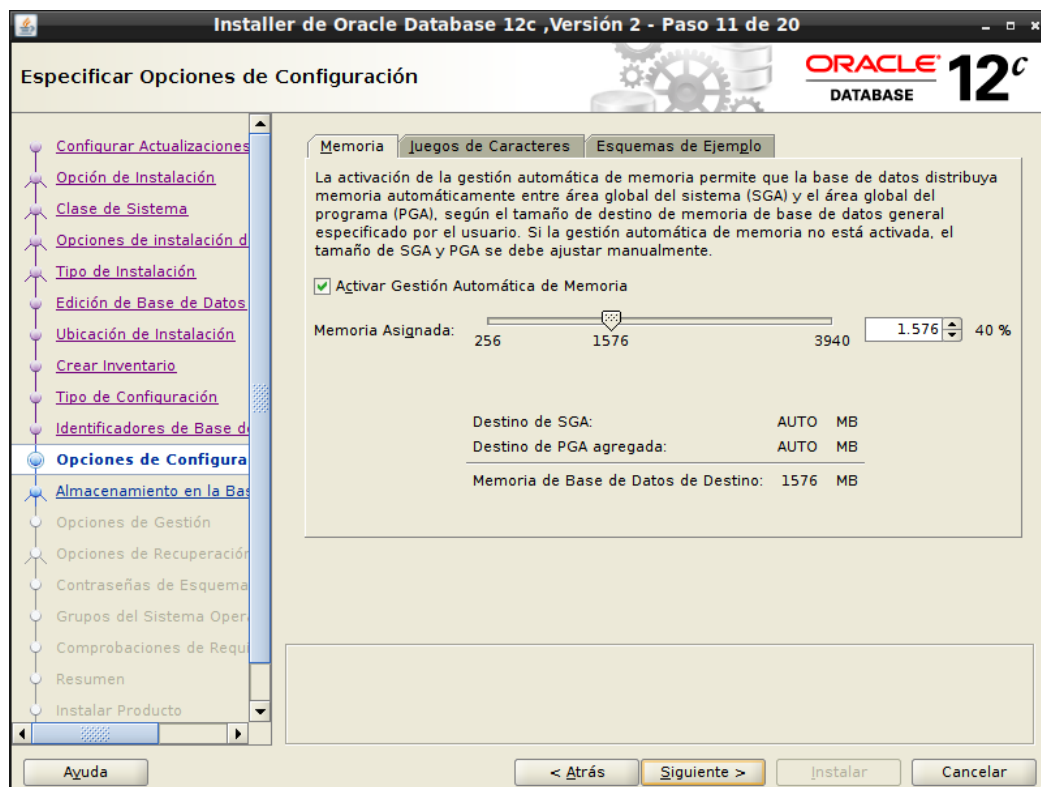 Installer de Oracle Database 12c ,Versión 2 - Paso 11 de 20
Especificar Opciones de Configuración
ORACLE
DATABASE
12c
Configurar Actualizaciones
Opción de Instalación
Clase de Sistema
Opciones de instalación d
Tipo de Instalación
Edición de Base de Datos
Ubicación de Instalación
Crear Inventario
Tipo de Configuración
Identificadores de Base de
Opciones de Configura
Almacenamiento en la Bas
Opciones de Gestión
Opciones de Recuperación
Contraseñas de Esquema
Grupos del Sistema Opera
Comprobaciones de Requi
Resumen
Instalar Producto
Memoria Juegos de Caracteres Esquemas de Ejemplo
La activación de la gestión automática de memoria permite que la base de datos distribuya
memoria automáticamente entre área global del sistema (SGA) y el área global del
programa (PGA), según el tamaño de destino de memoria de base de datos general
especificado por el usuario. Si la gestión automática de memoria no está activada, el
tamaño de SGA y PGA se debe ajustar manualmente.
Activar Gestión Automática de Memoria
Memoria Asignada: 1.576 40 %
256 1576 3940
Destino de SGA: AUTO MB
Destino de PGA agregada: AUTO MB
Memoria de Base de Datos de Destino: 1576 MB
Ayuda < Atrás Siguiente > Instalar Cancelar